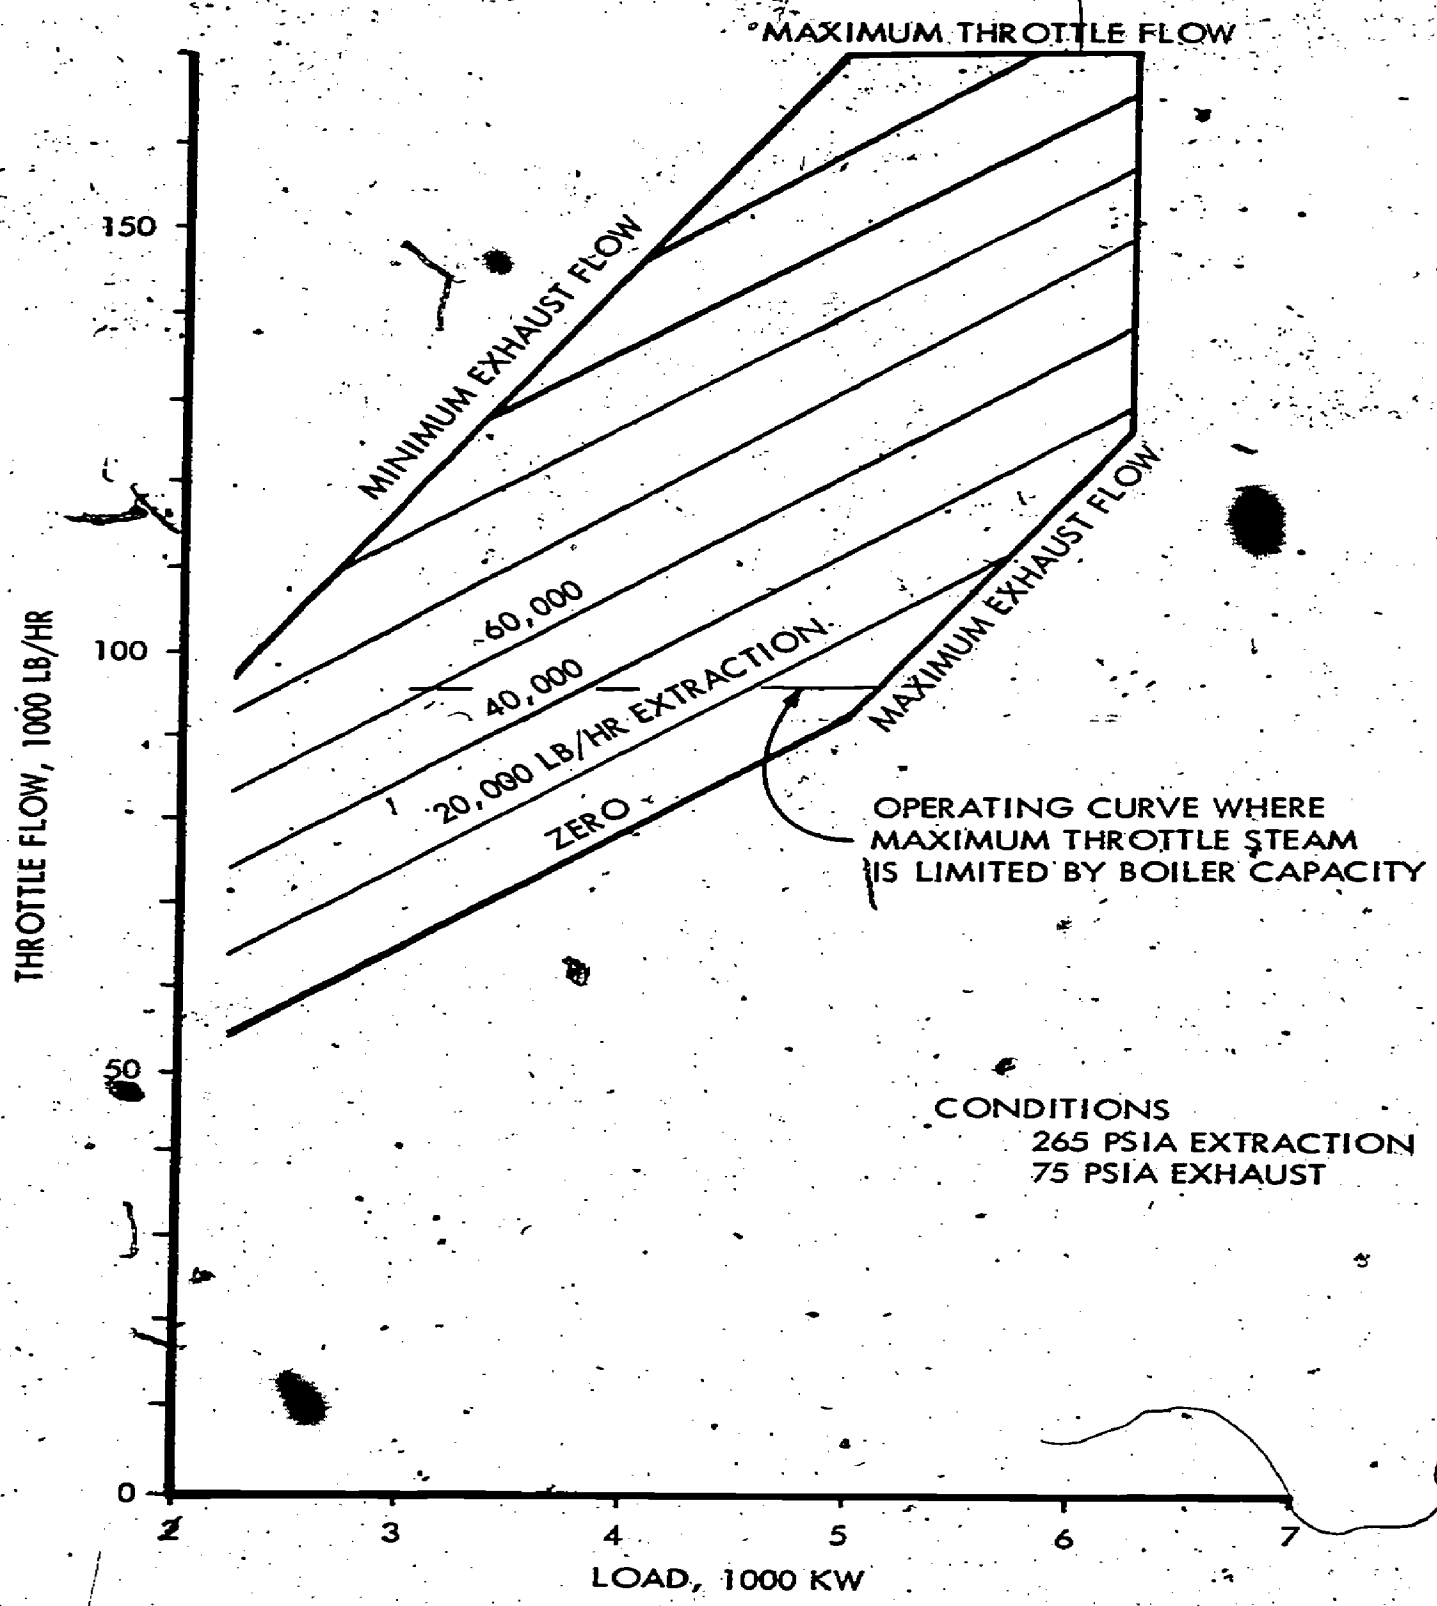 MAXIMUM THROTTLE FLOW
150
MINIMUM EXHAUST FLOW
100
THROTTLE FLOW, 1000 LB/HR
60,000
40,000
20,000 LB/HR EXTRACTION
ZERO
MAXIMUM EXHAUST FLOW
OPERATING CURVE WHERE
MAXIMUM THROTTLE STEAM
IS LIMITED BY BOILER CAPACITY
50
CONDITIONS
265 PSIA EXTRACTION
75 PSIA EXHAUST
0
2 3 4 5 6 7
LOAD, 1000 KW